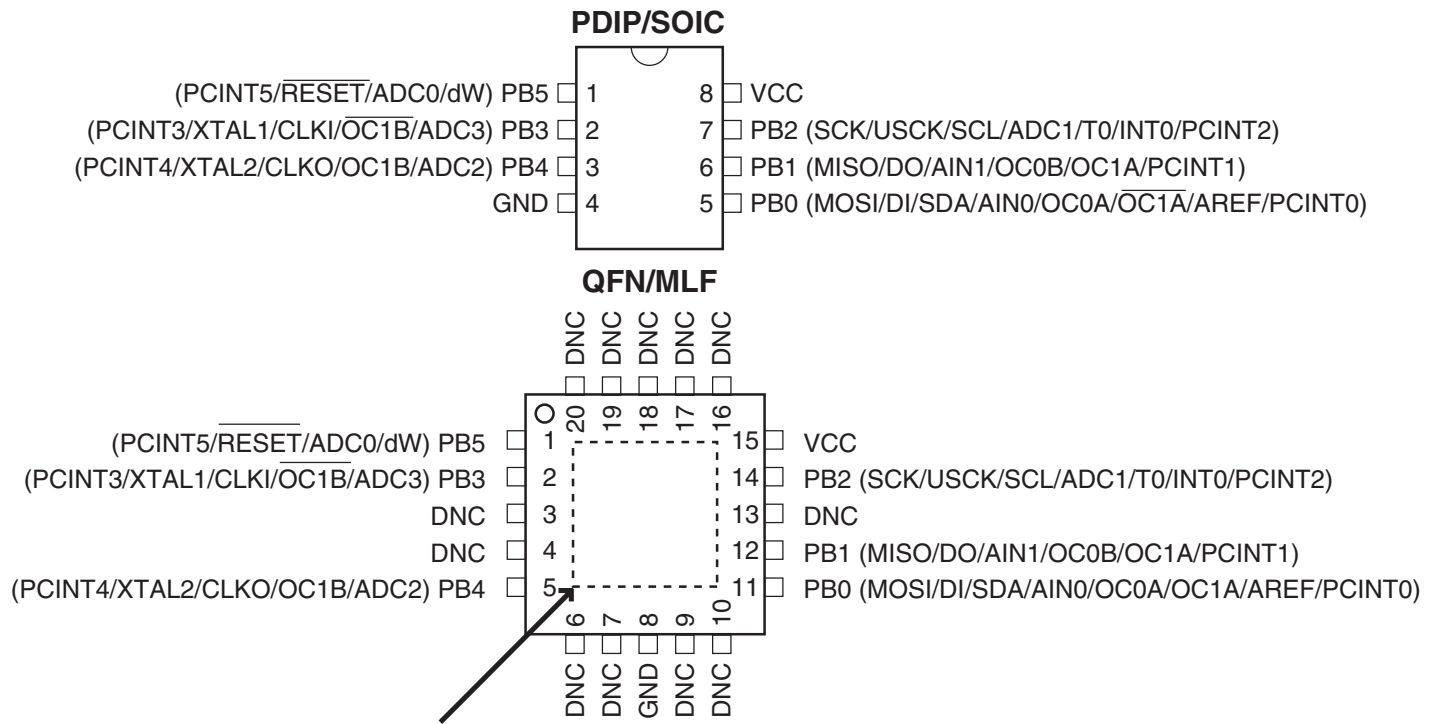 PDIP/SOIC
(PCINT5/RESET/ADC0/dW) PB5 1 8 VCC
(PCINT3/XTAL1/CLKI/OC1B/ADC3) PB3 2 7 PB2 (SCK/USCK/SCL/ADC1/T0/INT0/PCINT2)
(PCINT4/XTAL2/CLKO/OC1B/ADC2) PB4 3 6 PB1 (MISO/DO/AIN1/OC0B/OC1A/PCINT1)
GND 4 5 PB0 (MOSI/DI/SDA/AIN0/OC0A/OC1A/AREF/PCINT0)
QFN/MLF
DNC DNC DNC DNC DNC
20 19 18 17 16
(PCINT5/RESET/ADC0/dW) PB5 1 15 VCC
(PCINT3/XTAL1/CLKI/OC1B/ADC3) PB3 2 14 PB2 (SCK/USCK/SCL/ADC1/T0/INT0/PCINT2)
DNC 3 13 DNC
DNC 4 12 PB1 (MISO/DO/AIN1/OC0B/OC1A/PCINT1)
(PCINT4/XTAL2/CLKO/OC1B/ADC2) PB4 5 11 PB0 (MOSI/DI/SDA/AIN0/OC0A/OC1A/AREF/PCINT0)
6 7 8 9 10
DNC DNC GND DNC DNC